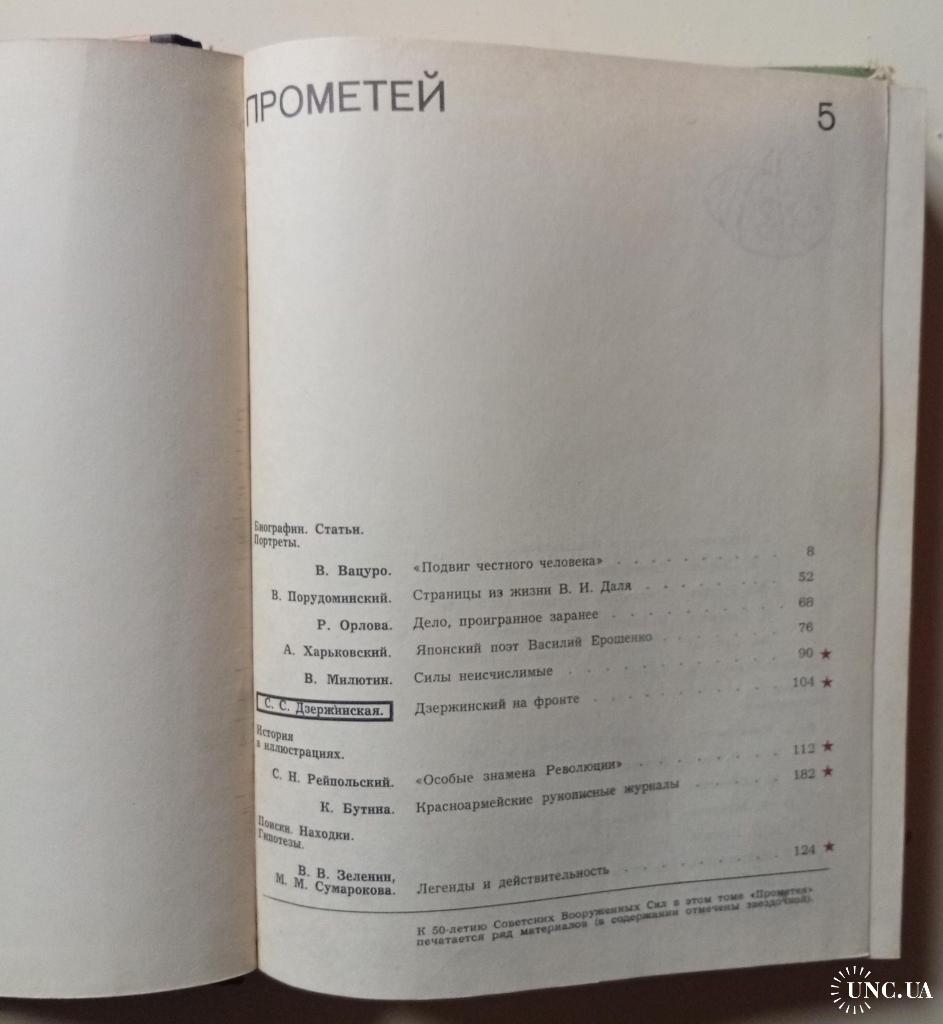 ПРОМЕТЕЙ 5
Биографии. Статьи.
Портреты.
В. Вацуро. «Подвиг честного человека» 8
В. Порудоминский. Страницы из жизни В. И. Даля 52
Р. Орлова. Дело, проигранное заранее 68
А. Харьковский. Японский поэт Василий Ерошенко 76
В. Милютин. Силы неисчислимые 90 ★
С. С. Дзержинская. Дзержинский на фронте 104 ★
История
в иллюстрациях.
С. Н. Рейпольский. «Особые знамена Революции» 112 ★
К. Бутина. Красноармейские рукописные журналы 182 ★
Поиски. Находки.
Гипотезы.
В. В. Зеленин,
М. М. Сумарокова. Легенды и действительность 124 ★
К 50-летию Советских Вооруженных Сил в этом томе «Прометея»
печатается ряд материалов (в содержании отмечены звездочкой).
UNC.UA